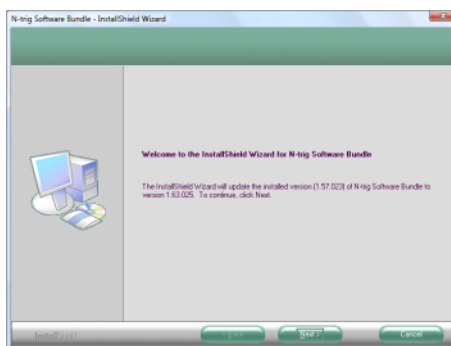 N-trig Software Bundle - InstallShield Wizard
Welcome to the InstallShield Wizard for N-trig Software Bundle
The InstallShield Wizard will update the installed version (1.57.023) of N-trig Software Bundle to
version 1.63.025. To continue, click Next.
InstallShield
< Back Next > Cancel